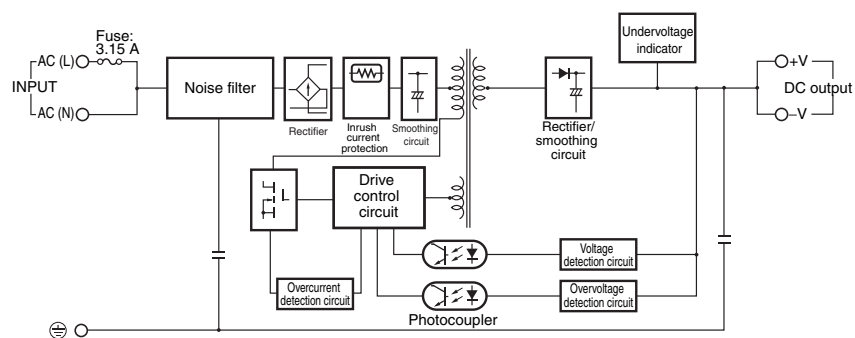 Fuse:
3.15 A
AC (L)
INPUT
AC (N)
Noise filter
Rectifier
Inrush
current
protection
Smoothing
circuit
Rectifier/
smoothing
circuit
Undervoltage
indicator
+V
DC output
−V
Drive
control
circuit
Overcurrent
detection circuit
Voltage
detection circuit
Overvoltage
detection circuit
Photocoupler